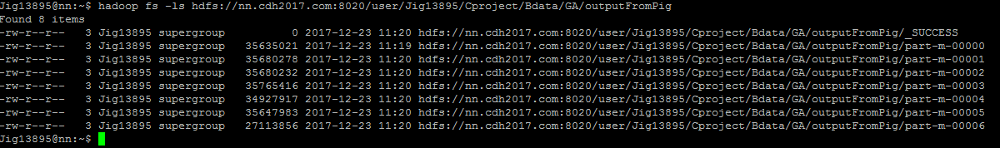 Jig13895@nn:~$ hadoop fs -ls hdfs://nn.cdh2017.com:8020/user/Jig13895/Cproject/Bdata/GA/outputFromPig
Found 8 items
-rw-r--r--   3 Jig13895 supergroup          0 2017-12-23 11:20 hdfs://nn.cdh2017.com:8020/user/Jig13895/Cproject/Bdata/GA/outputFromPig/_SUCCESS
-rw-r--r--   3 Jig13895 supergroup   35635021 2017-12-23 11:19 hdfs://nn.cdh2017.com:8020/user/Jig13895/Cproject/Bdata/GA/outputFromPig/part-m-00000
-rw-r--r--   3 Jig13895 supergroup   35680278 2017-12-23 11:20 hdfs://nn.cdh2017.com:8020/user/Jig13895/Cproject/Bdata/GA/outputFromPig/part-m-00001
-rw-r--r--   3 Jig13895 supergroup   35680232 2017-12-23 11:20 hdfs://nn.cdh2017.com:8020/user/Jig13895/Cproject/Bdata/GA/outputFromPig/part-m-00002
-rw-r--r--   3 Jig13895 supergroup   35765416 2017-12-23 11:20 hdfs://nn.cdh2017.com:8020/user/Jig13895/Cproject/Bdata/GA/outputFromPig/part-m-00003
-rw-r--r--   3 Jig13895 supergroup   34927917 2017-12-23 11:20 hdfs://nn.cdh2017.com:8020/user/Jig13895/Cproject/Bdata/GA/outputFromPig/part-m-00004
-rw-r--r--   3 Jig13895 supergroup   35647983 2017-12-23 11:20 hdfs://nn.cdh2017.com:8020/user/Jig13895/Cproject/Bdata/GA/outputFromPig/part-m-00005
-rw-r--r--   3 Jig13895 supergroup   27113856 2017-12-23 11:20 hdfs://nn.cdh2017.com:8020/user/Jig13895/Cproject/Bdata/GA/outputFromPig/part-m-00006
Jig13895@nn:~$